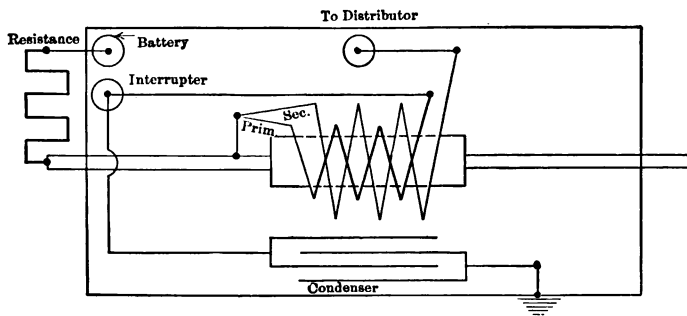 To Distributor
Resistance
Battery
Interrupter
Sec.
Prim.
Condenser